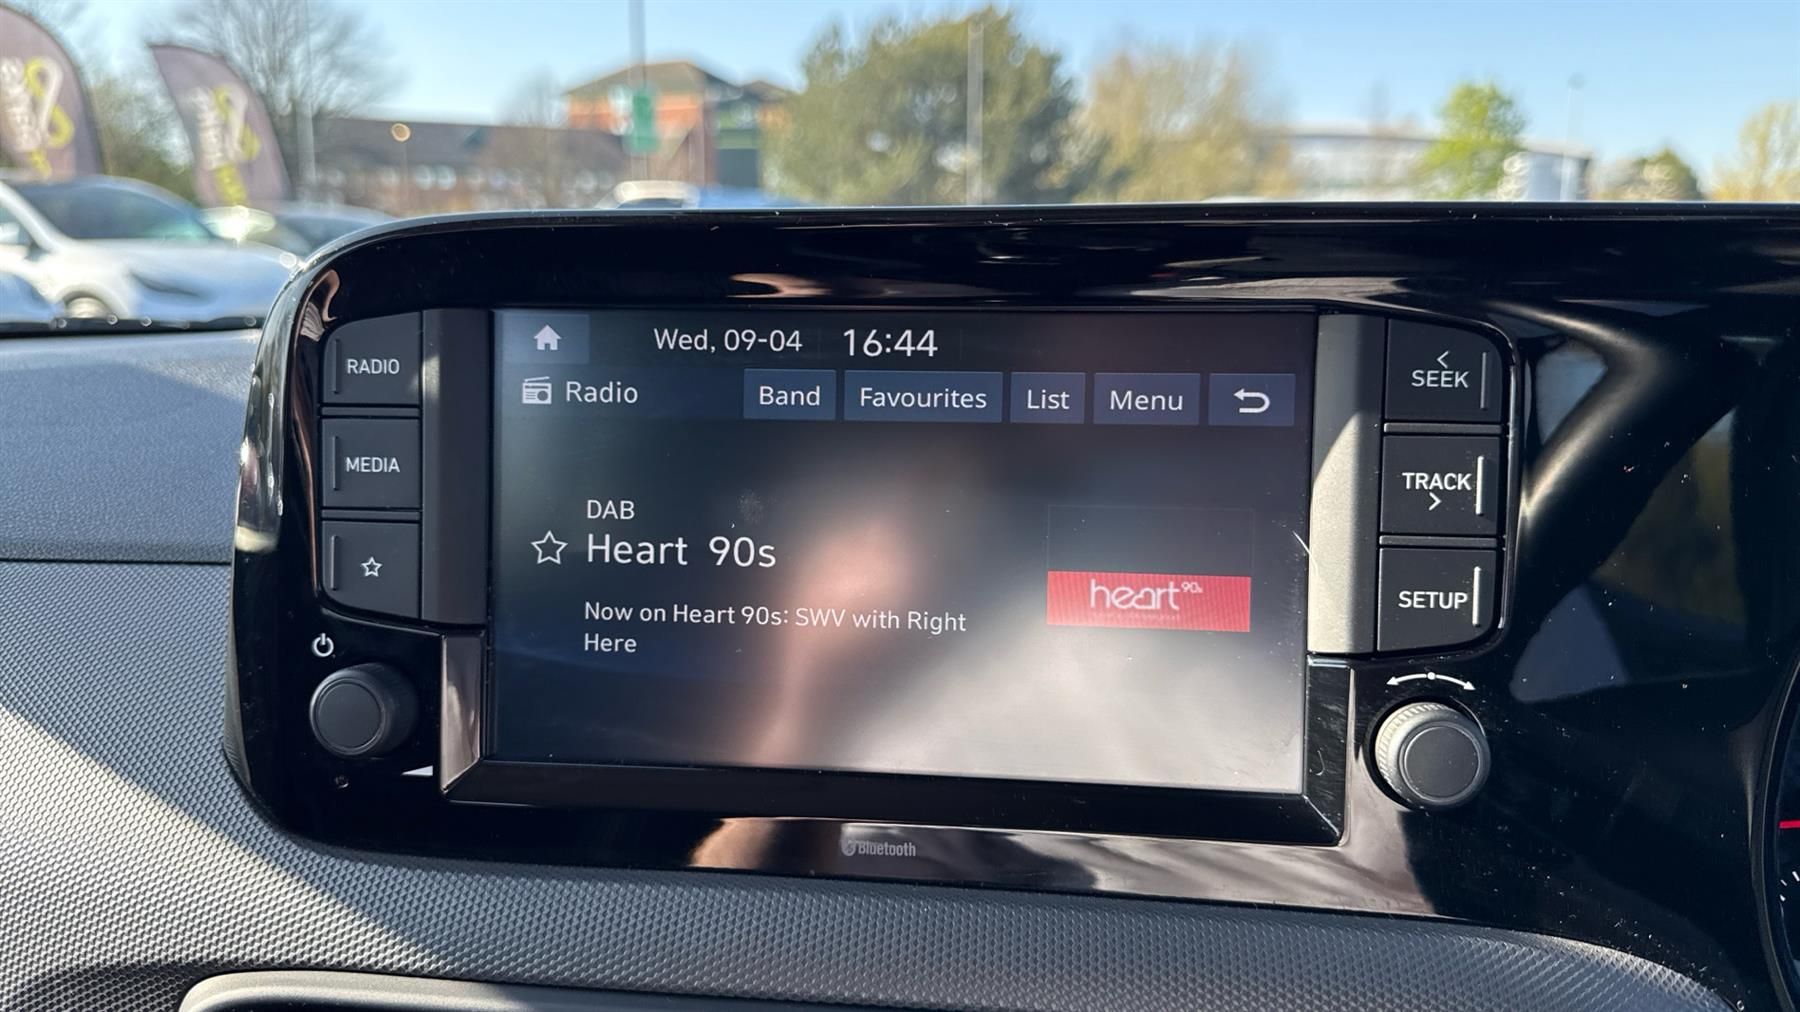 Wed, 09-04 16:44
Radio Band Favourites List Menu
DAB
Heart 90s
Now on Heart 90s: SWV with Right
Here
heart 90s
RADIO
MEDIA
SEEK
TRACK
SETUP
Bluetooth